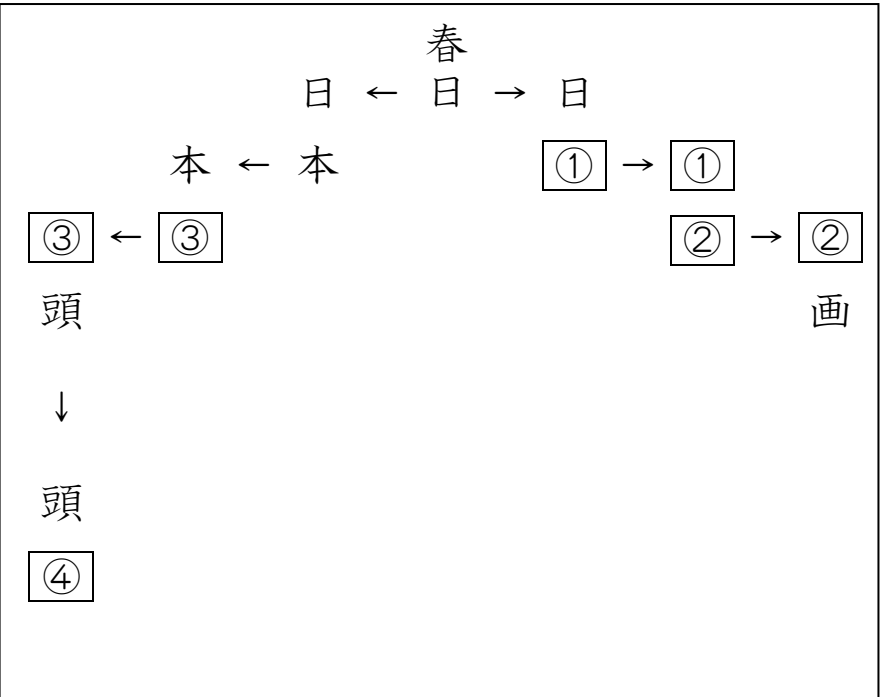 春
日 ← 日 → 日
本 ← 本 ① → ①
③ ← ③ ② → ②
頭 画
↓
頭
④